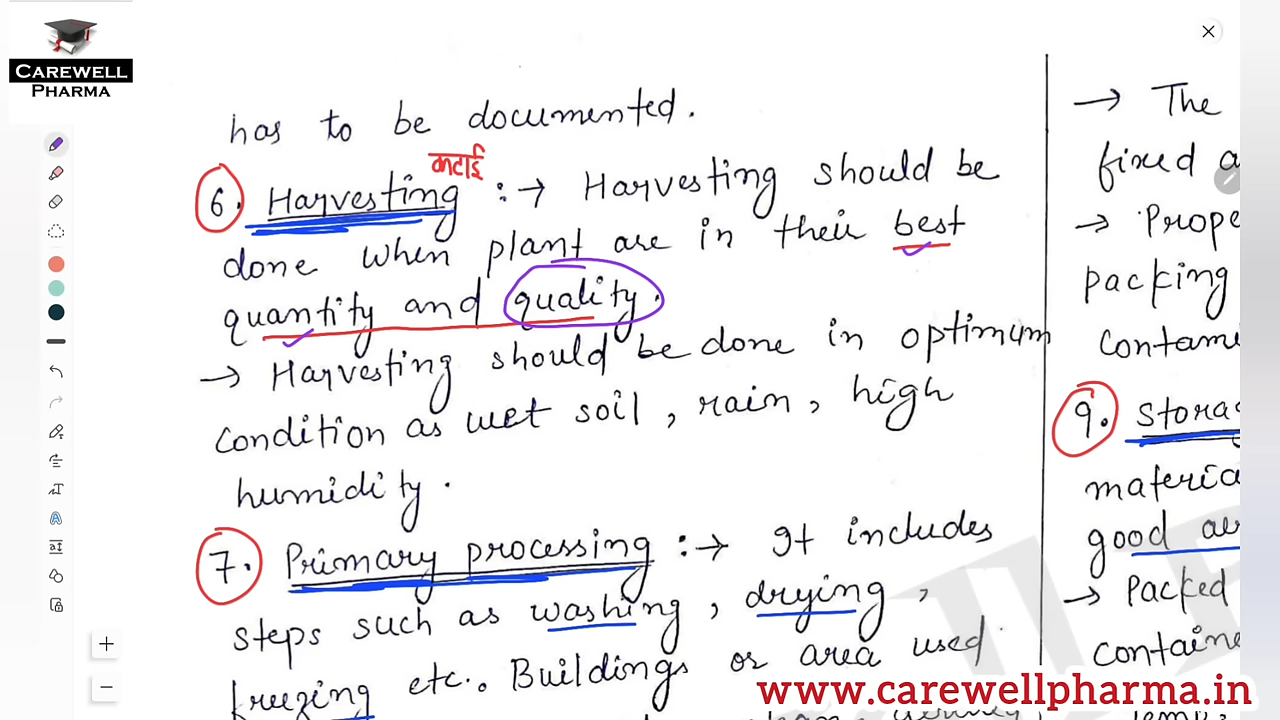 CAREWELL
PHARMA
has to be documented.
कटाई
6. Harvesting :→ Harvesting should be
done when plant are in their best
quantity and quality.
→ Harvesting should be done in optimum
condition as wet soil, rain, high
humidity.
7. Primary processing :→ It includes
steps such as washing, drying,
freezing etc. Buildings or area used
→ The
fixed a
→ Prope
packing
contam
9. Stora
materia
good
→ Packed
containe
www.carewellpharma.in